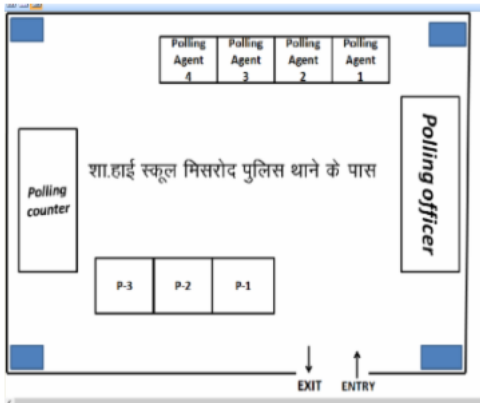 Polling Agent 4
Polling Agent 3
Polling Agent 2
Polling Agent 1
Polling officer
Polling counter
शा.हाई स्कूल मिसरोद पुलिस थाने के पास
P-3
P-2
P-1
EXIT
ENTRY